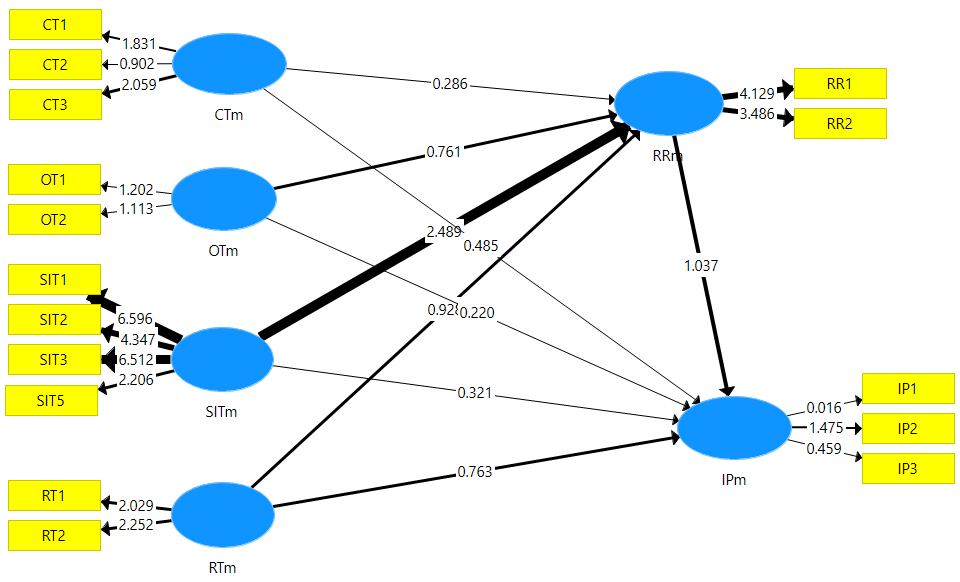 CT1
1.831
CT2
0.902
CT3
2.059
CTm
0.286
RR1
4.129
RR2
3.486
RRm
OT1
1.202
OT2
1.113
OTm
0.761
2.489
0.485
1.037
SIT1
6.596
SIT2
4.347
SIT3
6.512
SIT5
2.206
SITm
0.220
0.321
IP1
0.016
IP2
1.475
IP3
0.459
IPm
RT1
2.029
RT2
2.252
RTm
0.763